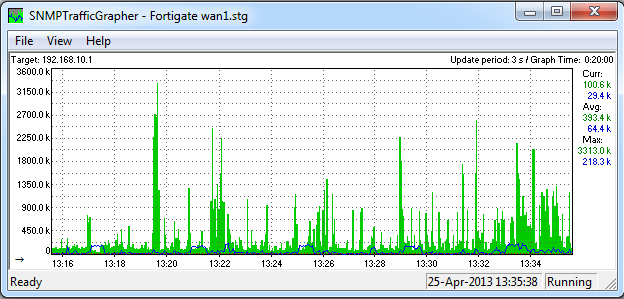 SNMPTrafficGrapher - Fortigate wan1.stg
File View Help
Target: 192.168.10.1 Update period: 3 s / Graph Time: 0:20:00
3600.0 k
3150.0 k
2700.0 k
2250.0 k
1800.0 k
1350.0 k
900.0 k
450.0 k
0
Curr:
100.6 k
29.4 k
Avg:
393.4 k
64.4 k
Max:
3313.0 k
218.3 k
13:16 13:18 13:20 13:22 13:24 13:26 13:28 13:30 13:32 13:34
Ready 25-Apr-2013 13:35:38 Running